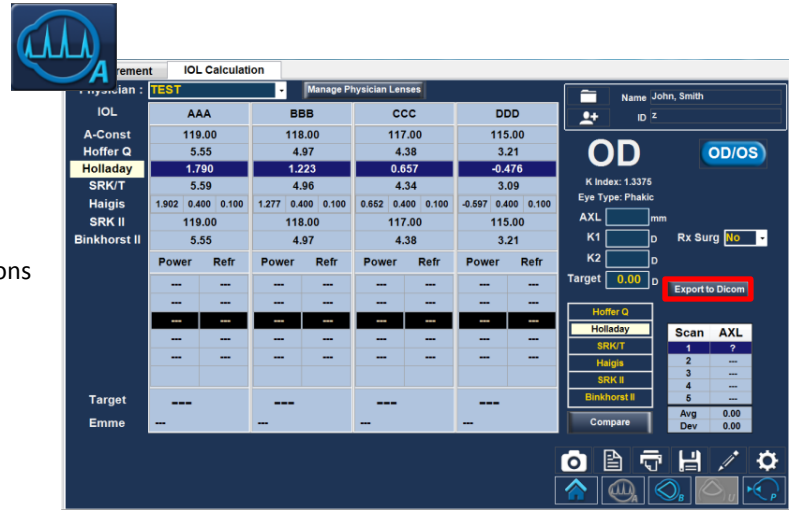 A
rement IOL Calculation
Physician : TEST Manage Physician Lenses
Name John, Smith
ID z
IOL AAA BBB CCC DDD
A-Const 119.00 118.00 117.00 115.00
Hoffer Q 5.55 4.97 4.38 3.21
Holladay 1.790 1.223 0.657 -0.476
SRK/T 5.59 4.96 4.34 3.09
Haigis 1.902 0.400 0.100 1.277 0.400 0.100 0.652 0.400 0.100 -0.597 0.400 0.100
SRK II 119.00 118.00 117.00 115.00
Binkhorst II 5.55 4.97 4.38 3.21
Power Refr Power Refr Power Refr Power Refr
--- --- --- --- --- --- --- ---
--- --- --- --- --- --- --- ---
--- --- --- --- --- --- --- ---
--- --- --- --- --- --- --- ---
--- --- --- --- --- --- --- ---
Target --- --- --- ---
Emme --- --- --- ---
ons
OD OD/OS
K Index: 1.3375
Eye Type: Phakic
AXL mm
K1 D Rx Surg No
K2 D
Target 0.00 D Export to Dicom
Hoffer Q
Holladay
SRK/T
Haigis
SRK II
Binkhorst II
Compare
Scan AXL
1 ?
2 ---
3 ---
4 ---
5 ---
Avg 0.00
Dev 0.00
A B U P